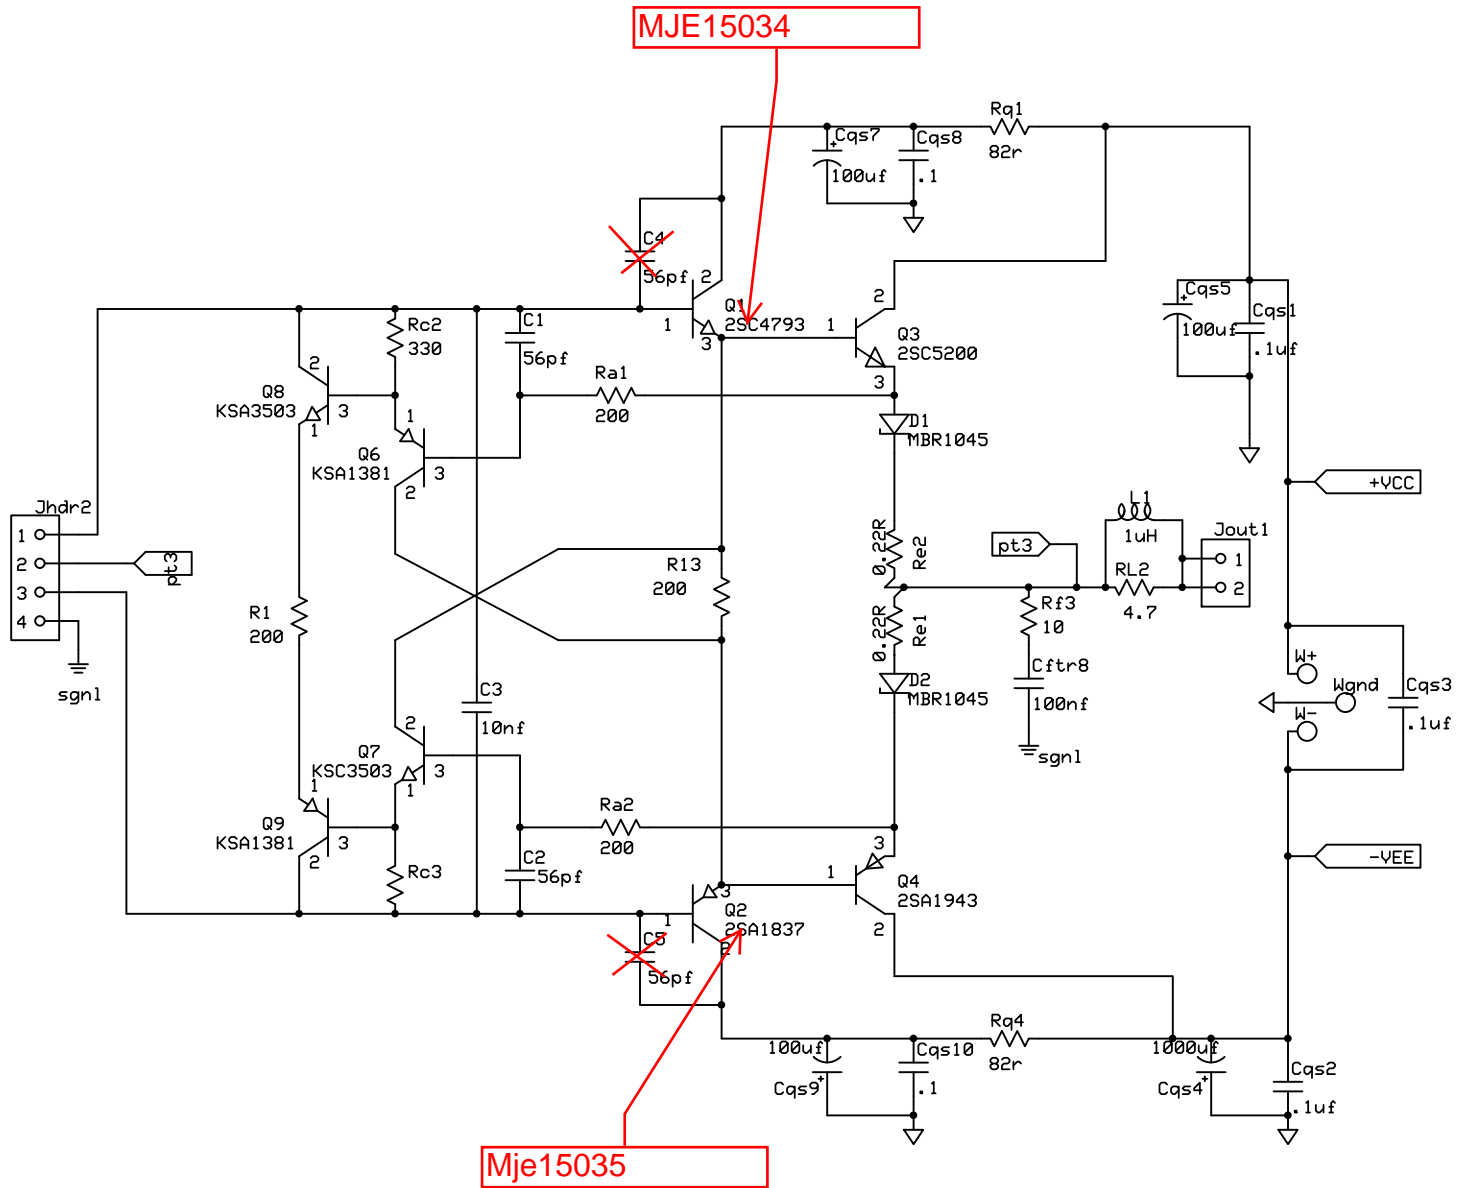 MJE15034
Rq1
82r
Cqs7
100uf
Cqs8
.1
C4
56pf
2
Q1
2SC4793
1
3
2
1
Q3
2SC5200
3
Cqs5
100uf
Cqs1
.1uf
Rc2
330
C1
56pf
Ra1
200
2
Q8
KSA3503
3
1
1
Q6
KSA1381
3
2
D1
MBR1045
+VCC
Jhdr2
1
2
3
4
pt3
sgnl
L1
1uH
Jout1
1
2
RL2
4.7
pt3
0.22R
Re2
R13
200
R1
200
0.22R
Re1
Rf3
10
Cftr8
100nf
sgnl
D2
MBR1045
W+
Wgnd
W-
Cqs3
.1uf
C3
10nf
2
Q7
KSC3503
3
1
1
Q9
KSA1381
3
2
Ra2
200
C2
56pf
Rc3
3
1
Q4
2SA1943
2
-VEE
3
1
Q2
2SA1837
2
C5
56pf
100uf
Cqs9
Cqs10
.1
Rq4
82r
1000uf
Cqs4
Cqs2
.1uf
Mje15035